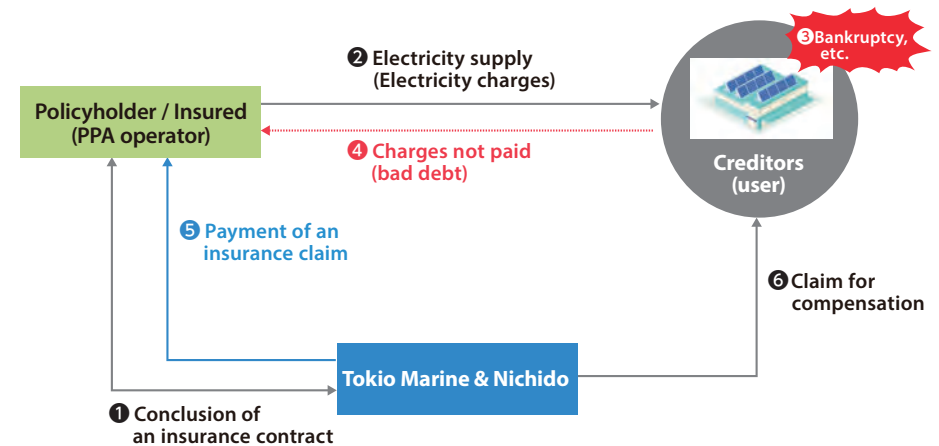 ❸Bankruptcy,
etc.
❷ Electricity supply
(Electricity charges)
Policyholder / Insured
(PPA operator)
❹ Charges not paid
(bad debt)
Creditors
(user)
❺ Payment of an
insurance claim
❻Claim for
compensation
Tokio Marine & Nichido
❶ Conclusion of
an insurance contract